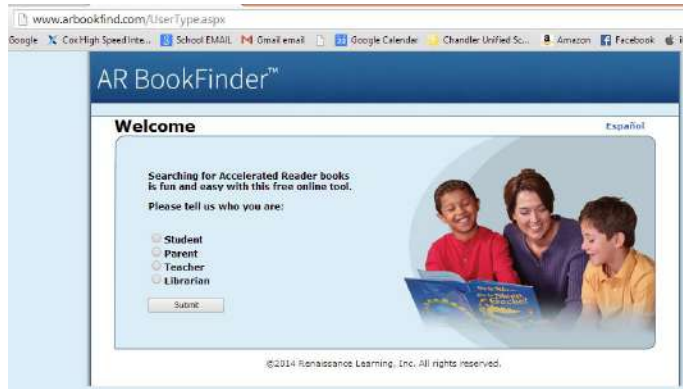 www.arbookfind.com/UserType.aspx
Google Cox High Speed Inte... School EMAIL Gmail email Google Calender Chandler Unified Sc... Amazon Facebook
AR BookFinder™
Welcome
Español
Searching for Accelerated Reader books
is fun and easy with this free online tool.
Please tell us who you are:
Student
Parent
Teacher
Librarian
Submit
©2014 Renaissance Learning, Inc. All rights reserved.